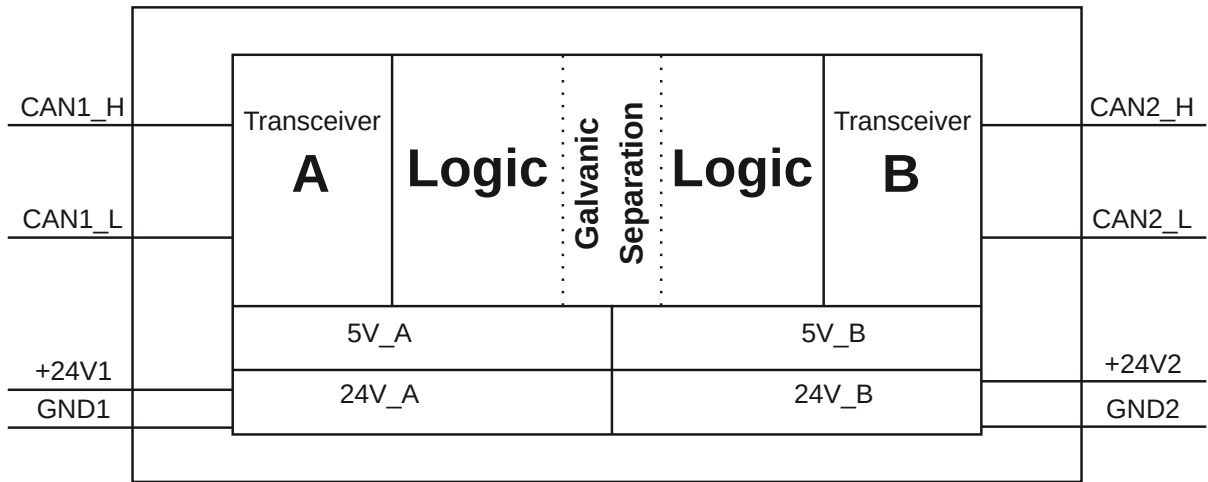 CAN1_H
CAN1_L
+24V1
GND1
Transceiver
A
Logic
Galvanic
Separation
Logic
Transceiver
B
5V_A
5V_B
24V_A
24V_B
CAN2_H
CAN2_L
+24V2
GND2